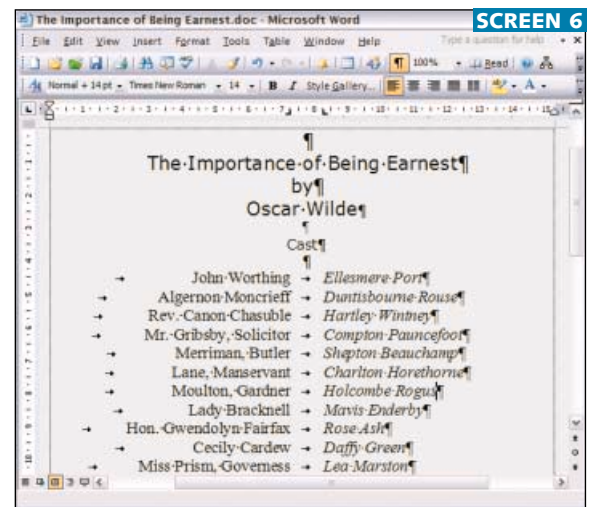 The Importance of Being Earnest.doc - Microsoft Word
SCREEN 6
File Edit View Insert Format Tools Table Window Help Type a question for help
100% Read
Normal + 14 pt Times New Roman 14 B I Style Gallery... A
¶
The·Importance·of·Being·Earnest¶
by¶
Oscar·Wilde¶
¶
Cast¶
¶
→ John·Worthing → Ellesmere·Port¶
→ Algernon·Moncrieff → Duntisbourne·Rouse¶
→ Rev.·Canon·Chasuble → Hartley·Wintney¶
→ Mr.·Gribsby,·Solicitor → Compton·Pauncefoot¶
→ Merriman,·Butler → Shepton·Beauchamp¶
→ Lane,·Manservant → Charlton·Horethorne¶
→ Moulton,·Gardner → Holcombe·Rogus¶
→ Lady·Bracknell → Mavis·Enderby¶
→ Hon.·Gwendolyn·Fairfax → Rose·Ash¶
→ Cecily·Cardew → Daffy·Green¶
→ Miss·Prism,·Governess → Lea·Marston¶